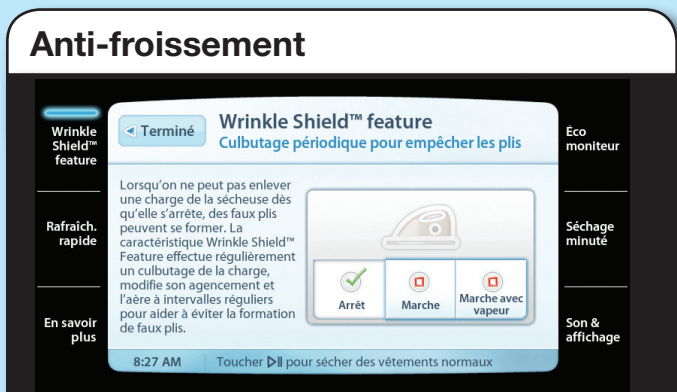 Anti-froissement
Wrinkle
Shield™
feature
Rafraîch.
rapide
En savoir
plus
Terminé
Wrinkle Shield™ feature
Culbutage périodique pour empêcher les plis
Lorsqu'on ne peut pas enlever
une charge de la sécheuse dès
qu'elle s'arrête, des faux plis
peuvent se former. La
caractéristique Wrinkle Shield™
Feature effectue régulièrement
un culbutage de la charge,
modifie son agencement et
l'aère à intervalles réguliers
pour aider à éviter la formation
de faux plis.
Arrêt
Marche
Marche avec
vapeur
8:27 AM
Toucher pour sécher des vêtements normaux
Éco
moniteur
Séchage
minuté
Son &
affichage